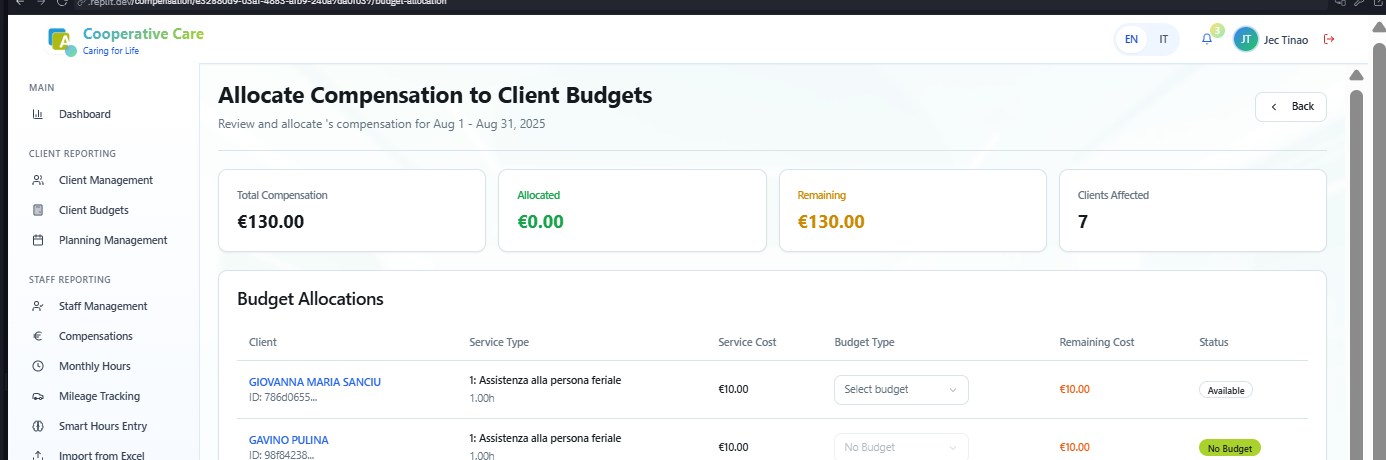 .replit.dev/compensation/e32580d9-03af-4863-afb9-240a7da0f037/budget-allocation
Cooperative Care
Caring for Life
EN IT 3 JT Jec Tinao
MAIN
Dashboard
CLIENT REPORTING
Client Management
Client Budgets
Planning Management
STAFF REPORTING
Staff Management
Compensations
Monthly Hours
Mileage Tracking
Smart Hours Entry
Import from Excel
Allocate Compensation to Client Budgets
Review and allocate 's compensation for Aug 1 - Aug 31, 2025
Back
Total Compensation
€130.00
Allocated
€0.00
Remaining
€130.00
Clients Affected
7
Budget Allocations
Client Service Type Service Cost Budget Type Remaining Cost Status
GIOVANNA MARIA SANCIU
ID: 786d0655...
1: Assistenza alla persona feriale
1.00h
€10.00 Select budget €10.00 Available
GAVINO PULINA
ID: 98f84238...
1: Assistenza alla persona feriale
1.00h
€10.00 No Budget €10.00 No Budget